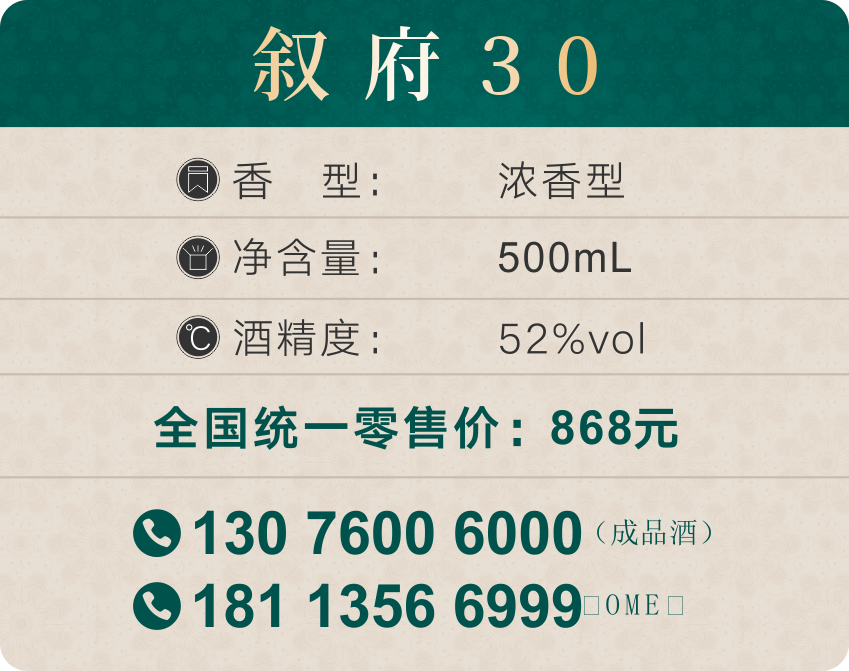 叙府30
香 型： 浓香型
净含量： 500mL
酒精度： 52%vol
全国统一零售价：868元
130 7600 6000（成品酒）
181 1356 6999□OME□